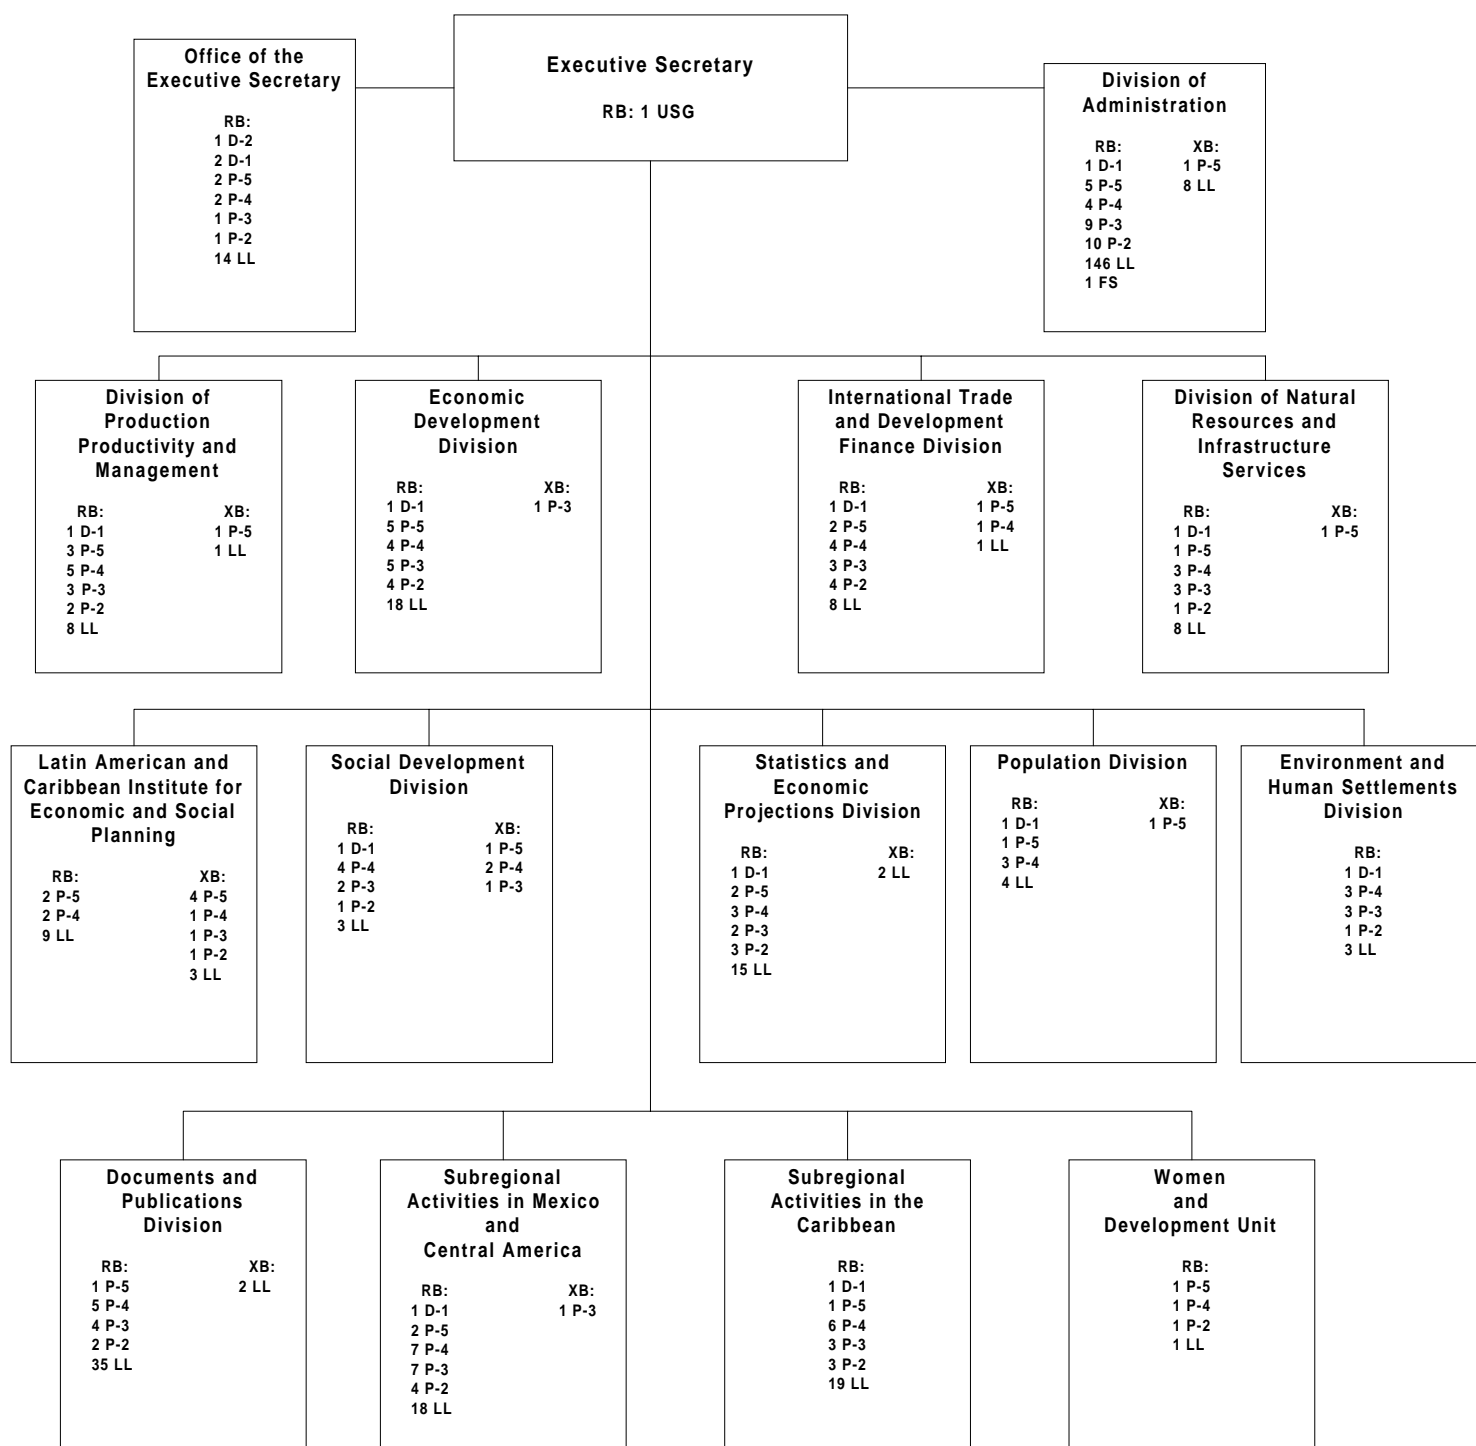 Office of the
Executive Secretary
RB:
1 D-2
2 D-1
2 P-5
2 P-4
1 P-3
1 P-2
14 LL
Executive Secretary
RB: 1 USG
Division of
Administration
RB: XB:
1 D-1 1 P-5
5 P-5 8 LL
4 P-4
9 P-3
10 P-2
146 LL
1 FS
Division of
Production
Productivity and
Management
RB: XB:
1 D-1 1 P-5
3 P-5 1 LL
5 P-4
3 P-3
2 P-2
8 LL
Economic
Development
Division
RB: XB:
1 D-1 1 P-3
5 P-5
4 P-4
5 P-3
4 P-2
18 LL
International Trade
and Development
Finance Division
RB: XB:
1 D-1 1 P-5
2 P-5 1 P-4
4 P-4 1 LL
3 P-3
4 P-2
8 LL
Division of Natural
Resources and
Infrastructure
Services
RB: XB:
1 D-1 1 P-5
1 P-5
3 P-4
3 P-3
1 P-2
8 LL
Latin American and
Caribbean Institute for
Economic and Social
Planning
RB: XB:
2 P-5 4 P-5
2 P-4 1 P-4
9 LL 1 P-3
1 P-2
3 LL
Social Development
Division
RB: XB:
1 D-1 1 P-5
4 P-4 2 P-4
2 P-3 1 P-3
1 P-2
3 LL
Statistics and
Economic
Projections Division
RB: XB:
1 D-1 2 LL
2 P-5
3 P-4
2 P-3
3 P-2
15 LL
Population Division
RB: XB:
1 D-1 1 P-5
1 P-5
3 P-4
4 LL
Environment and
Human Settlements
Division
RB:
1 D-1
3 P-4
3 P-3
1 P-2
3 LL
Documents and
Publications
Division
RB: XB:
1 P-5 2 LL
5 P-4
4 P-3
2 P-2
35 LL
Subregional
Activities in Mexico
and
Central America
RB: XB:
1 D-1 1 P-3
2 P-5
7 P-4
7 P-3
4 P-2
18 LL
Subregional
Activities in the
Caribbean
RB:
1 D-1
1 P-5
6 P-4
3 P-3
3 P-2
19 LL
Women
and
Development Unit
RB:
1 P-5
1 P-4
1 P-2
1 LL